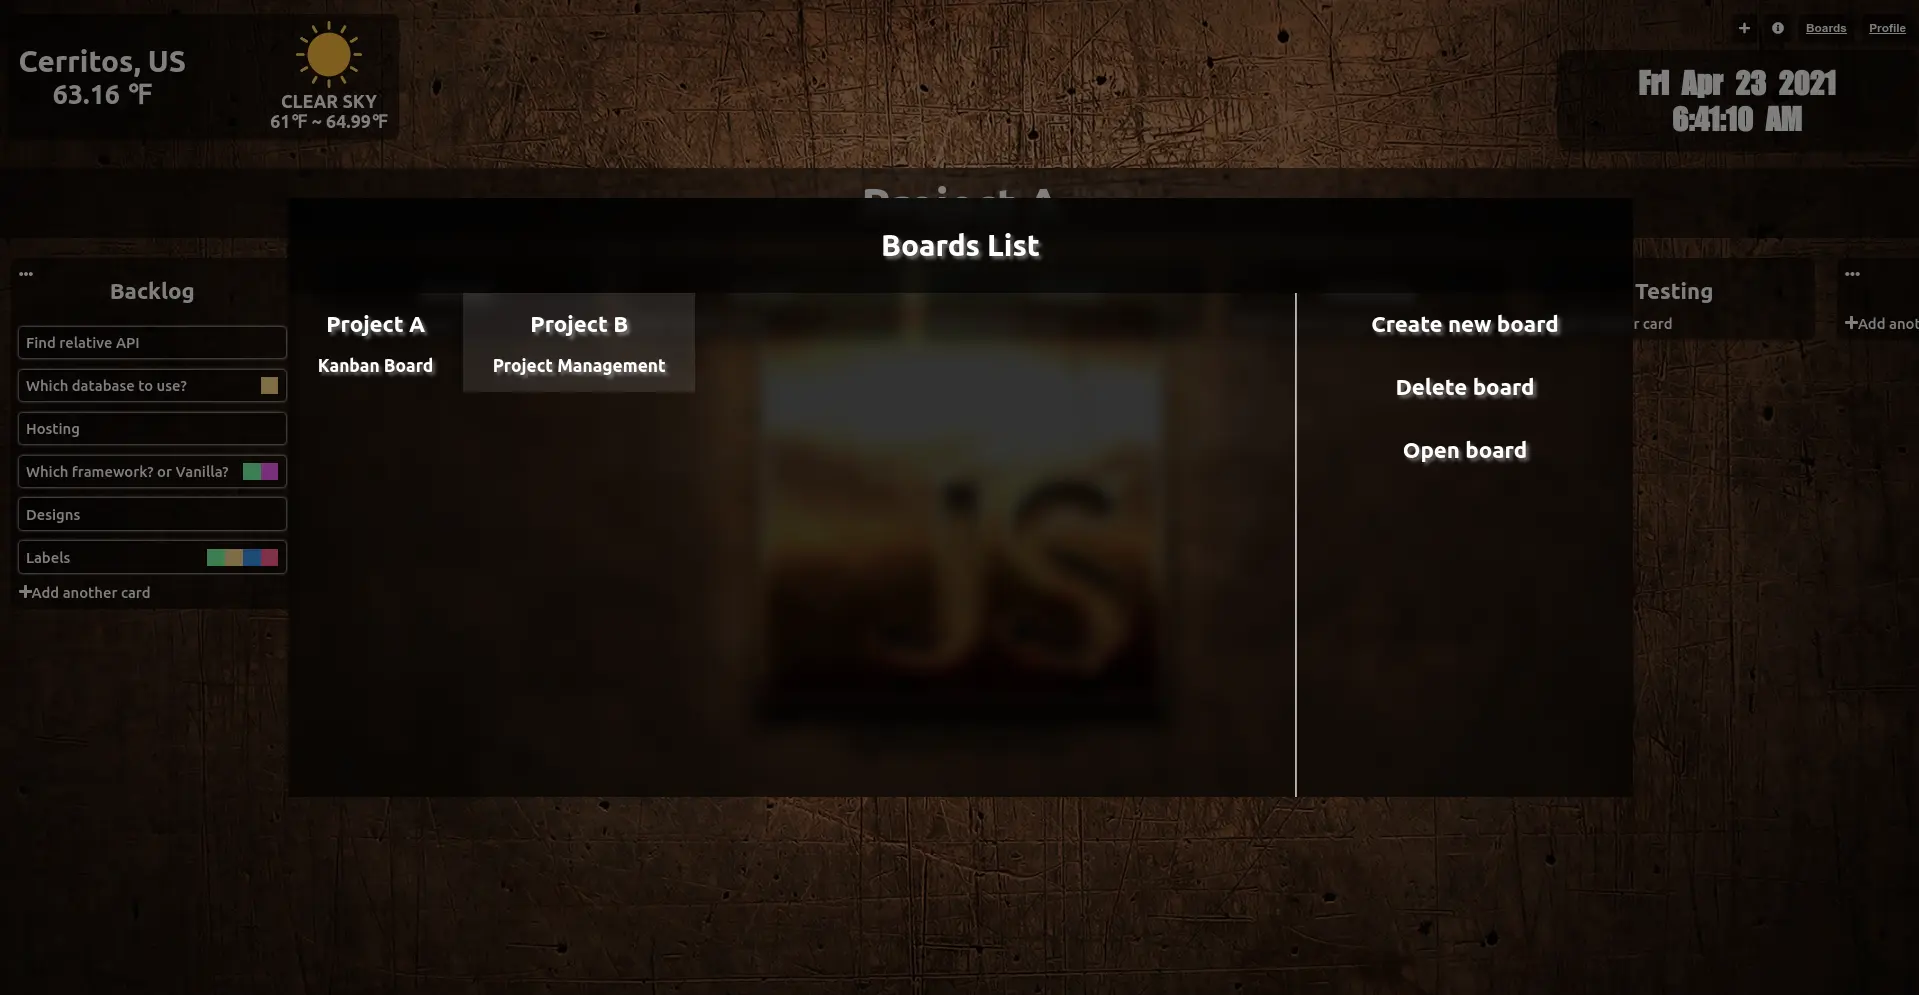 Cerritos, US
63.16 °F
CLEAR SKY
61°F ~ 64.99°F
Boards
Profile
Fri Apr 23 2021
6:41:10 AM
Project A
Boards List
Project A
Kanban Board
Project B
Project Management
Create new board
Delete board
Open board
Backlog
Find relative API
Which database to use?
Hosting
Which framework? or Vanilla?
Designs
Labels
Add another card
JS
Testing
r card
Add anot